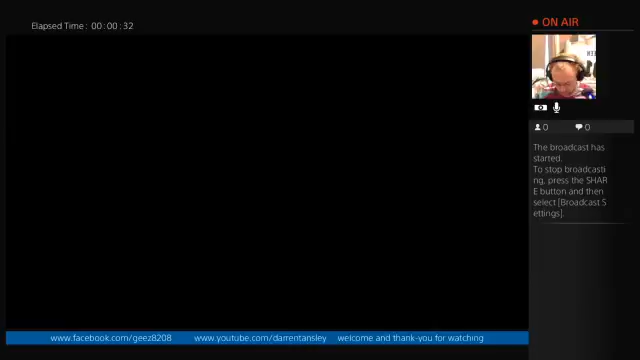 Elapsed Time : 00:00:32
ON AIR
0 0
The broadcast has
started.
To stop broadcasti
ng, press the SHAR
E button and then
select [Broadcast S
ettings].
www.facebook.com/geez8208 www.youtube.com/darrentansley welcome and thank-you for watching